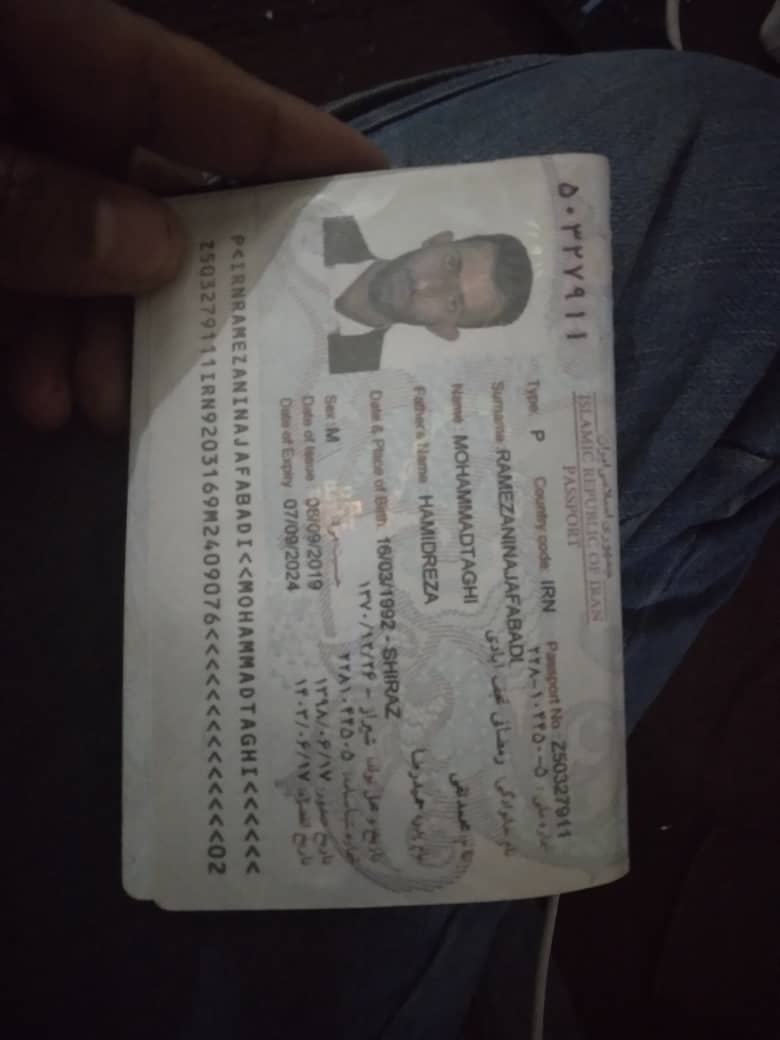 ۵۰۳۲۷۹۱۱
جمهوری اسلامی ایران
ISLAMIC REPUBLIC OF IRAN
PASSPORT
Type: P Country code: IRN Passport No: Z50327911
۲۲۸-۱۰۴۴۵۰-۵
Surname: RAMEZANINAJAFABADI
نام خانوادگی: رمضانی نجف آبادی
Name: MOHAMMADTAGHI
نام: محمدتقی
Father's Name HAMIDREZA
نام پدر: حمیدرضا
Date & Place of Birth: 16/03/1992 - SHIRAZ
تاریخ و محل تولد: شیراز - ۱۳۷۰/۱۲/۲۶
Sex: M
Date of Issue 08/09/2019
تاریخ صدور: ۱۳۹۸/۰۶/۱۷
Date of Expiry 07/09/2024
تاریخ انقضاء: ۱۴۰۳/۰۶/۱۷
P<IRNRAMEZANINAJAFABADI<<MOHAMMADTAGHI<<<<<<
Z503279111IRN9203169M2409076<<<<<<<<<<<<<<02